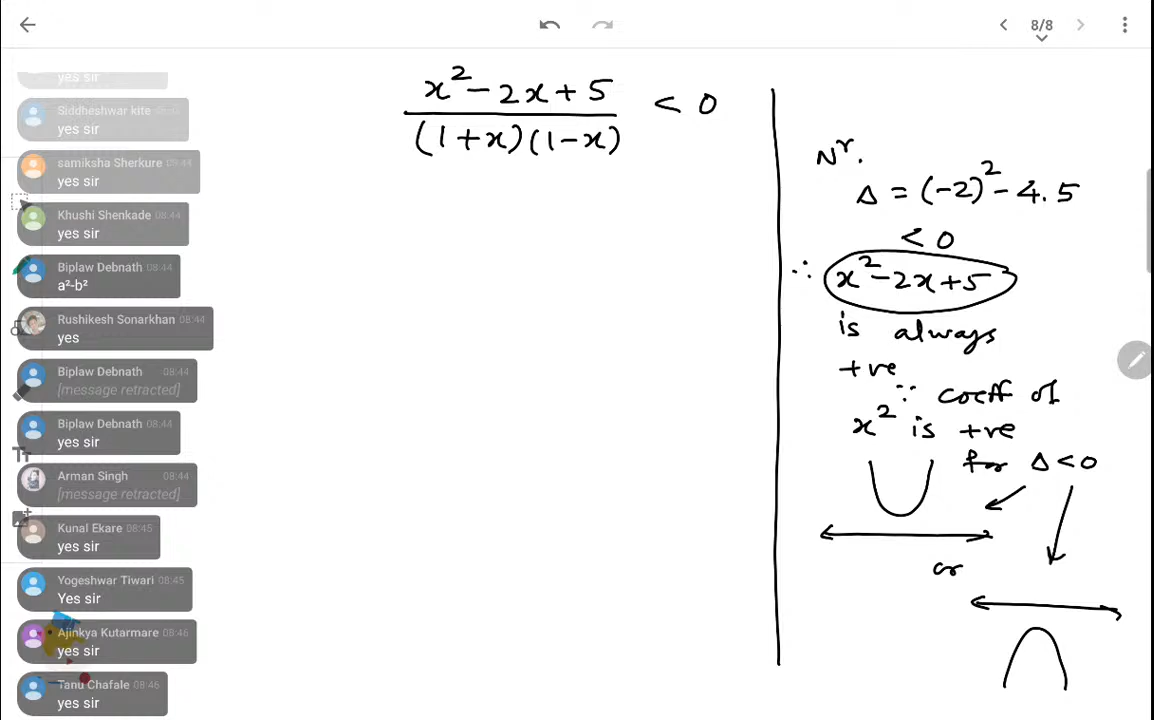 8/8
yes sir
Siddheshwar kite
yes sir
samiksha Sherkure 08:44
yes sir
Khushi Shenkade 08:44
yes sir
Biplaw Debnath 08:44
a²-b²
Rushikesh Sonarkhan 08:44
yes
Biplaw Debnath 08:44
[message retracted]
Biplaw Debnath 08:44
yes sir
Arman Singh 08:44
[message retracted]
Kunal Ekare 08:45
yes sir
Yogeshwar Tiwari 08:45
Yes sir
Ajinkya Kutarmare 08:46
yes sir
Tanu Chafale 08:46
yes sir
Tт
x² - 2x + 5
(1+x)(1-x)
< 0
Nʳ.
Δ = (-2)² - 4.5
< 0
∴ x² - 2x + 5
is always
+ve
∵ coeff of
x² is +ve
for Δ < 0
or